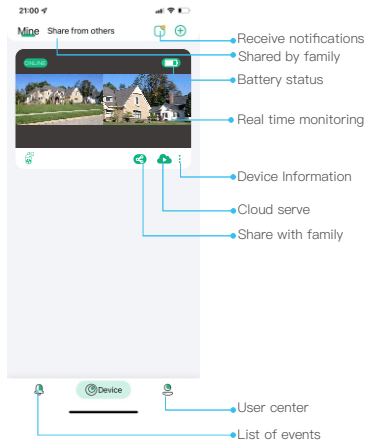 21:00
Mine Share from others
Receive notifications
Shared by family
ONLINE
Battery status
Real time monitoring
Device Information
Cloud serve
Share with family
Device
User center
List of events